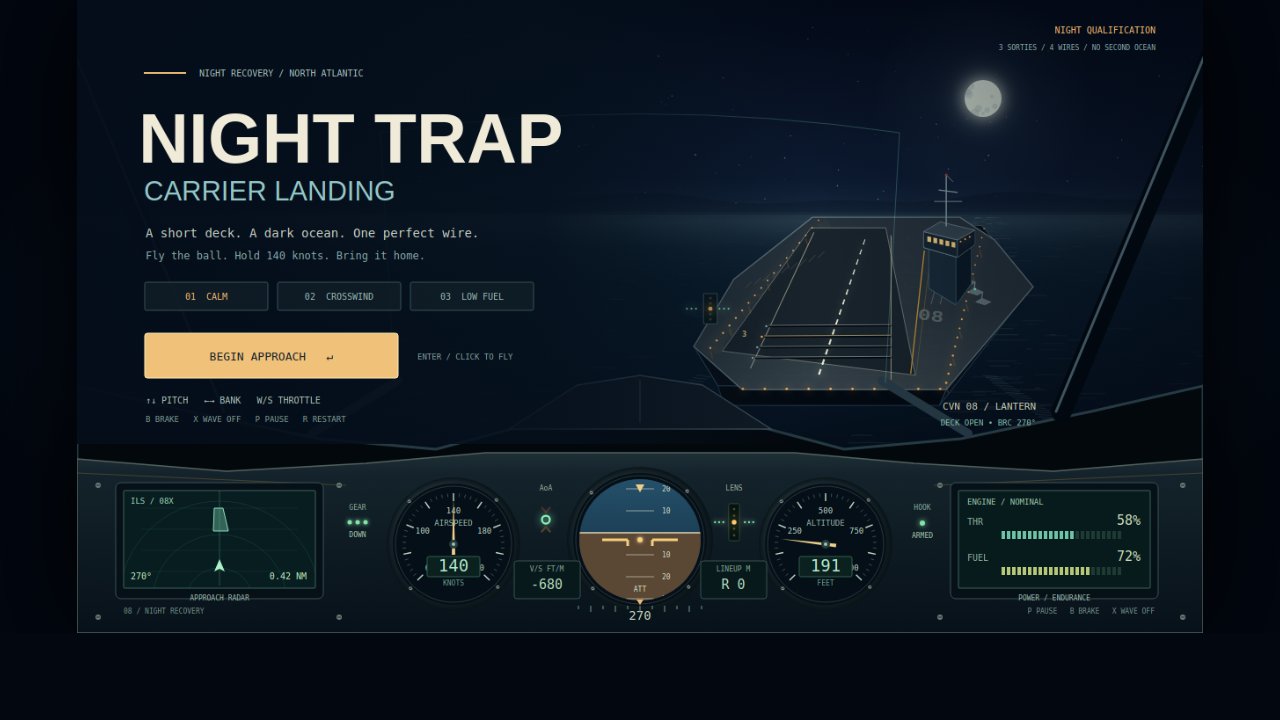 NIGHT QUALIFICATION
3 SORTIES / 4 WIRES / NO SECOND OCEAN
NIGHT RECOVERY / NORTH ATLANTIC
NIGHT TRAP
CARRIER LANDING
A short deck. A dark ocean. One perfect wire.
Fly the ball. Hold 140 knots. Bring it home.
01 CALM
02 CROSSWIND
03 LOW FUEL
BEGIN APPROACH ↵
ENTER / CLICK TO FLY
↑↓ PITCH ←→ BANK W/S THROTTLE
B BRAKE X WAVE OFF P PAUSE R RESTART
3
08
CVN 08 / LANTERN
DECK OPEN • BRC 270°
ILS / 08X
270°
0.42 NM
APPROACH RADAR
08 / NIGHT RECOVERY
GEAR
DOWN
140
AIRSPEED
100
180
140
KNOTS
AoA
V/S FT/M
-680
20
10
10
20
ATT
270
LENS
LINEUP M
R 0
500
ALTITUDE
250
750
191
FEET
HOOK
ARMED
ENGINE / NOMINAL
THR
58%
FUEL
72%
POWER / ENDURANCE
P PAUSE B BRAKE X WAVE OFF